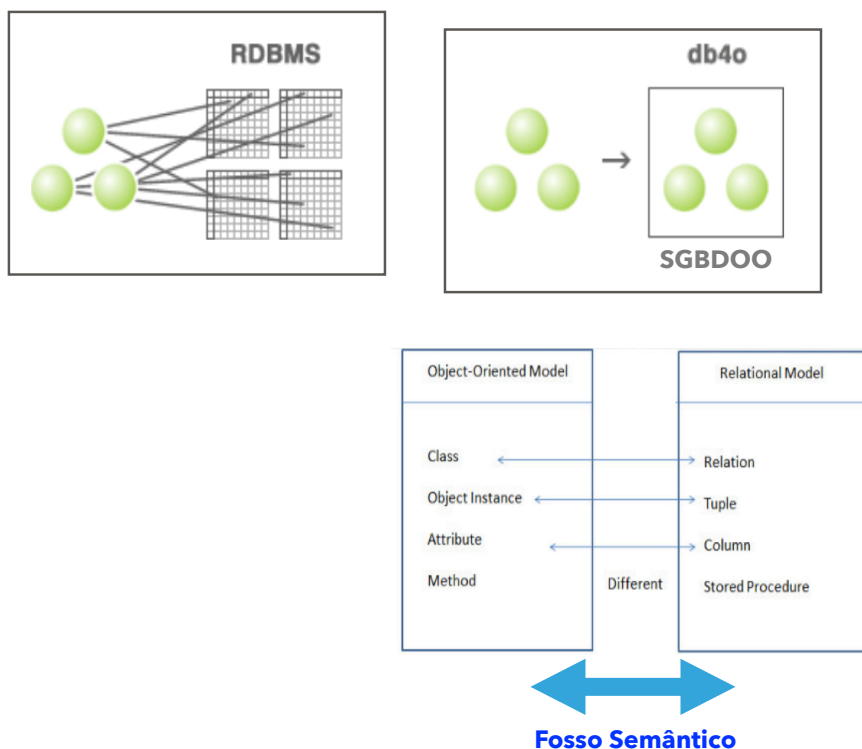 RDBMS
db4o
SGBDOO
Object-Oriented Model
Relational Model
Class
Relation
Object Instance
Tuple
Attribute
Column
Method
Different
Stored Procedure
Fosso Semântico